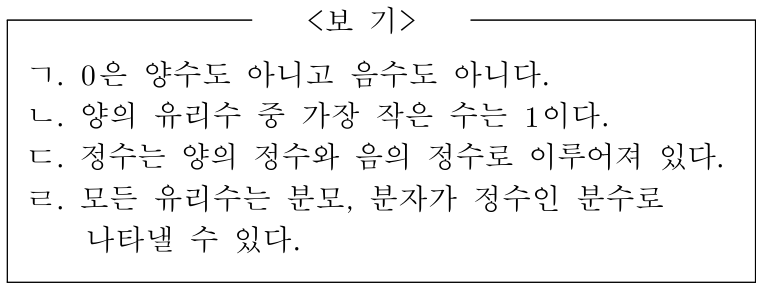 <보 기>
ㄱ. 0은 양수도 아니고 음수도 아니다.
ㄴ. 양의 유리수 중 가장 작은 수는 1이다.
ㄷ. 정수는 양의 정수와 음의 정수로 이루어져 있다.
ㄹ. 모든 유리수는 분모, 분자가 정수인 분수로
나타낼 수 있다.